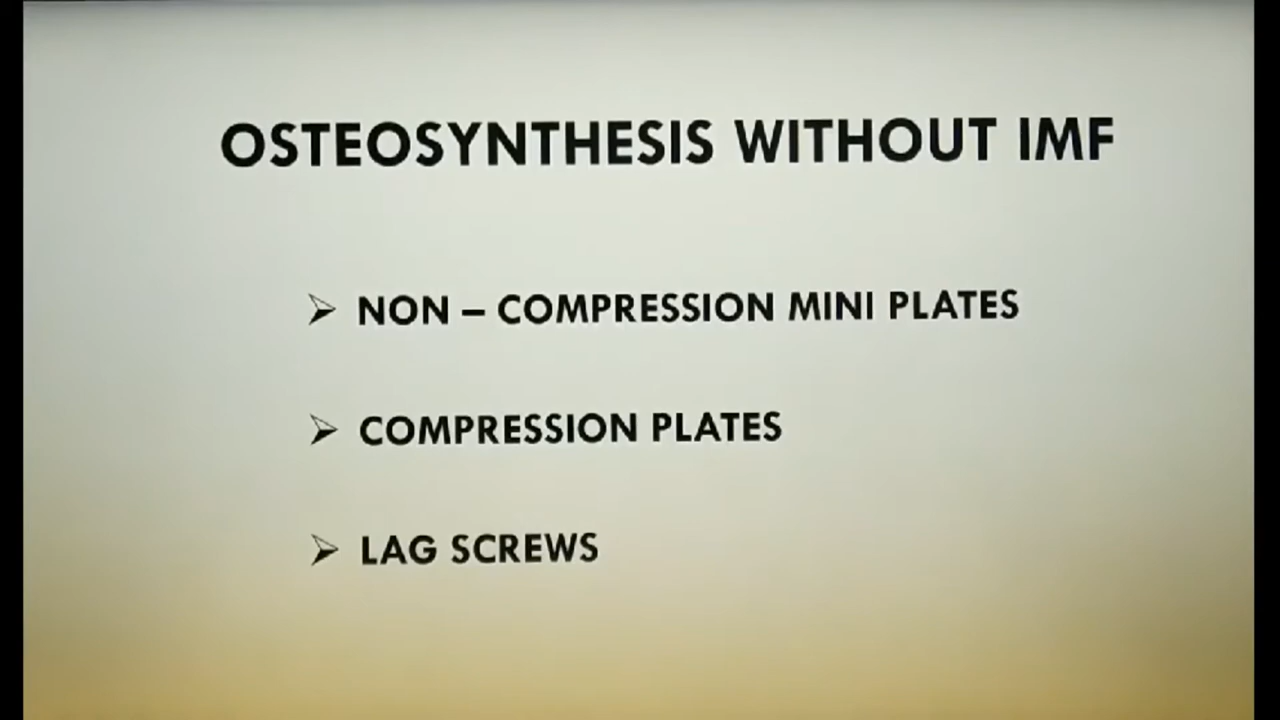 OSTEOSYNTHESIS WITHOUT IMF
➢ NON – COMPRESSION MINI PLATES
➢ COMPRESSION PLATES
➢ LAG SCREWS